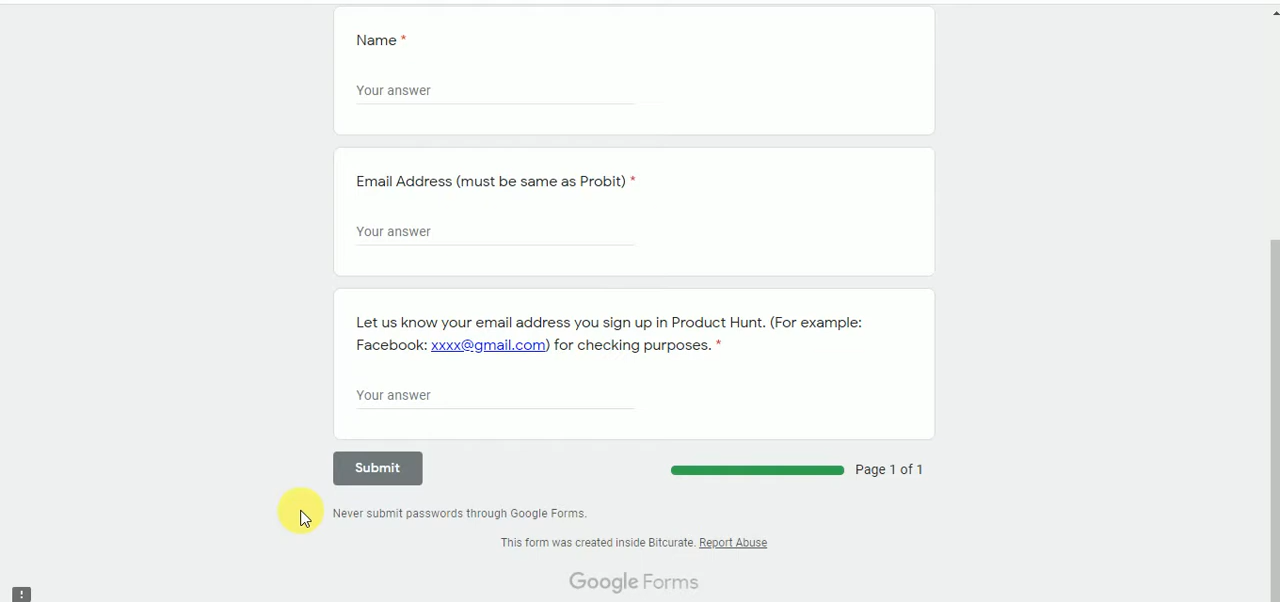 Name *
Your answer
Email Address (must be same as Probit) *
Your answer
Let us know your email address you sign up in Product Hunt. (For example:
Facebook: xxxx@gmail.com) for checking purposes. *
Your answer
Submit
Page 1 of 1
Never submit passwords through Google Forms.
This form was created inside Bitcurate. Report Abuse
Google Forms
!